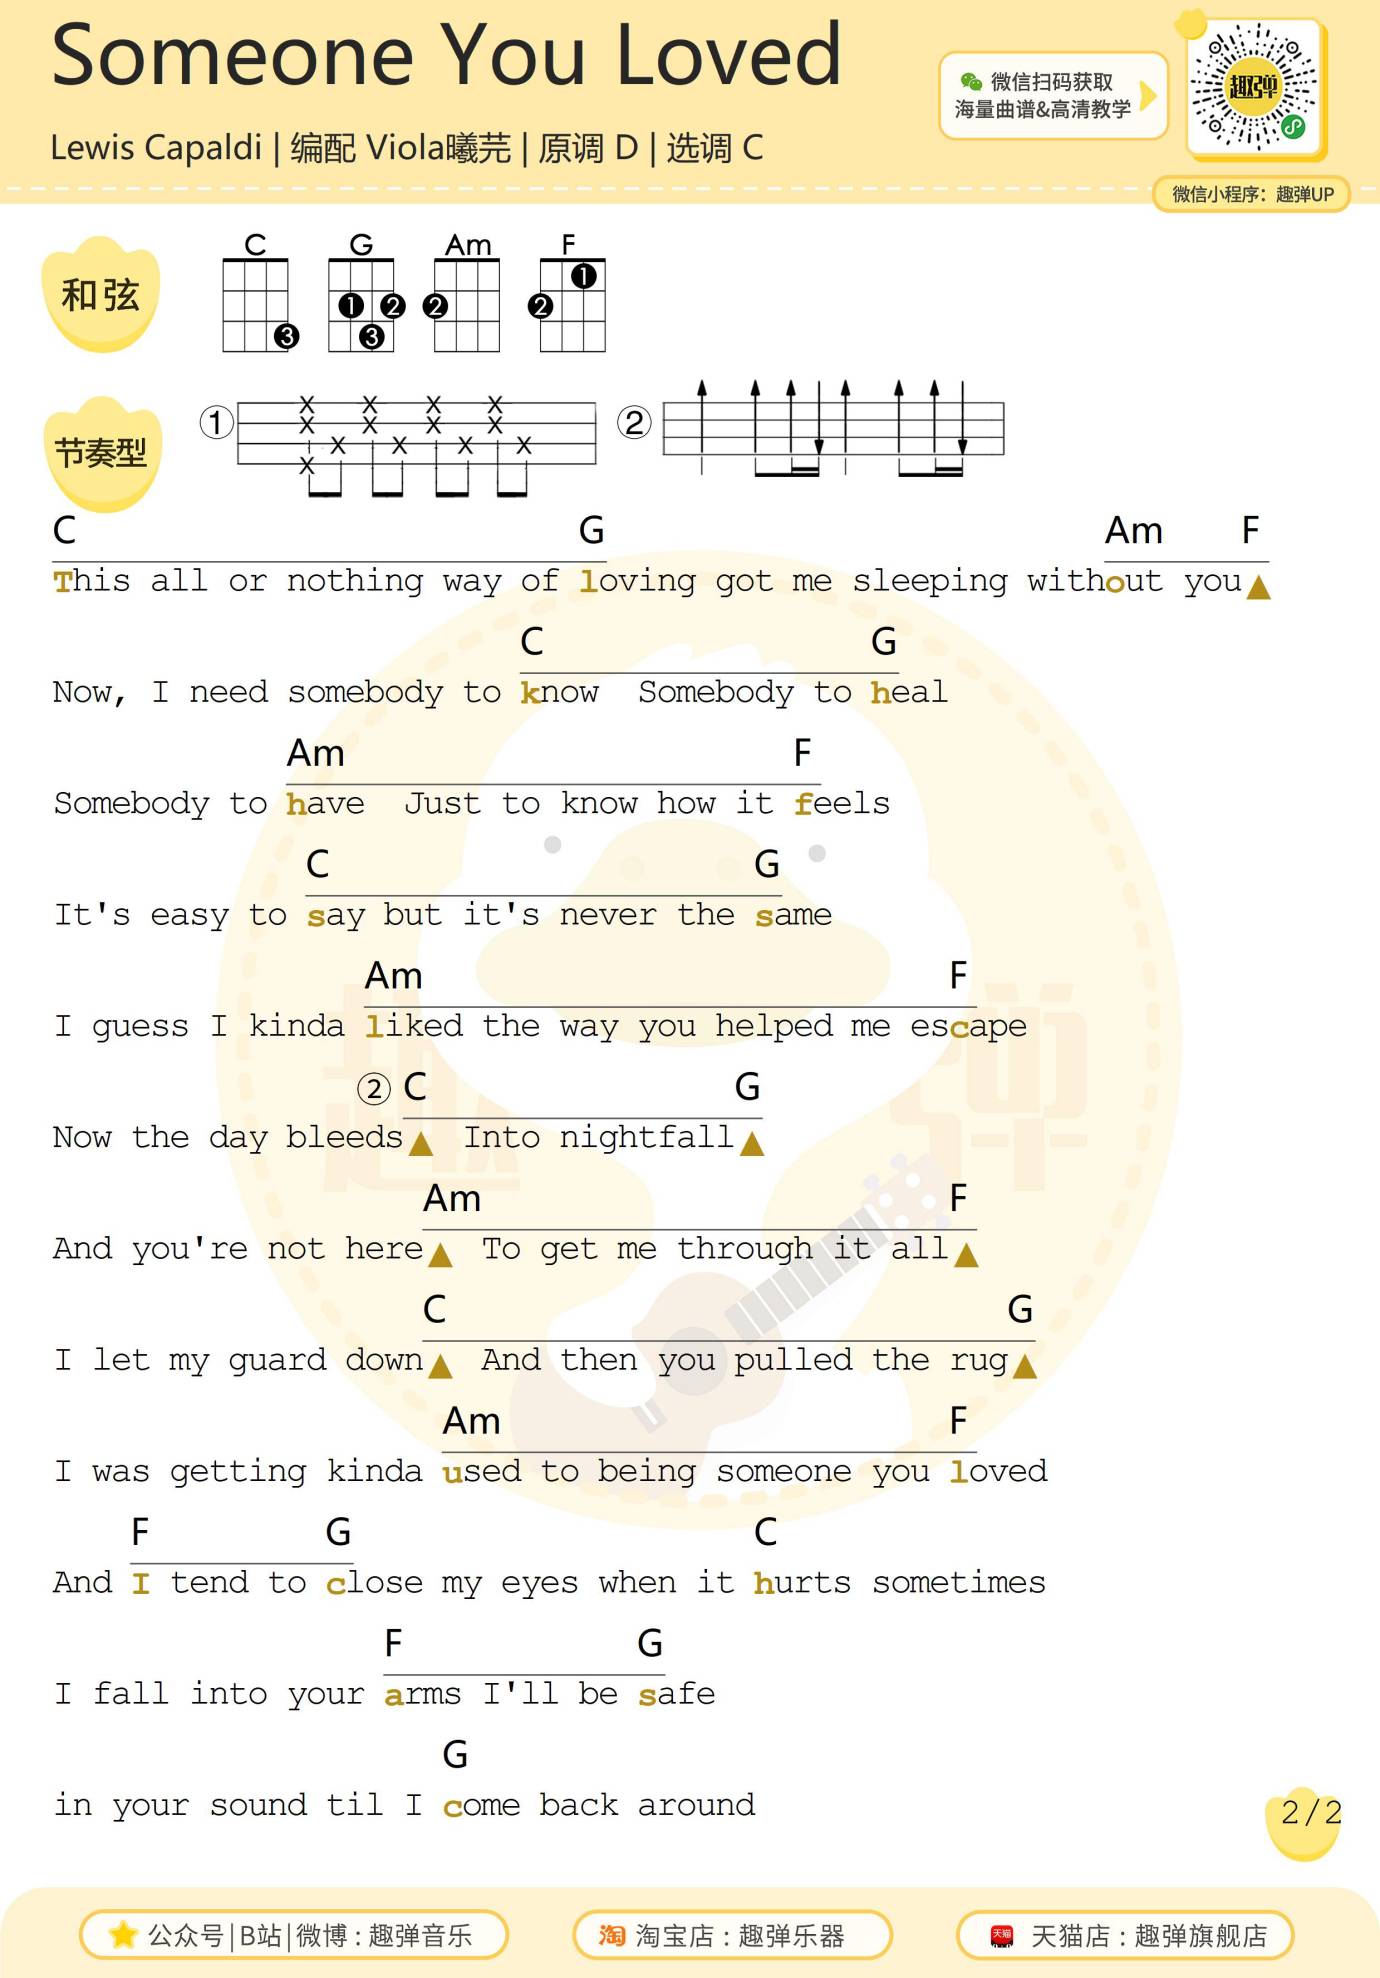 Someone You Loved
Lewis Capaldi | 编配 Viola曦芫 | 原调 D | 选调 C
微信扫码获取
海量曲谱&高清教学
趣弹
微信小程序：趣弹UP
和弦
C G Am F
3 1 2 3 2 2 1
节奏型
① ②
C G Am F
This all or nothing way of loving got me sleeping without you▲
C G
Now, I need somebody to know Somebody to heal
Am F
Somebody to have Just to know how it feels
C G
It's easy to say but it's never the same
Am F
I guess I kinda liked the way you helped me escape
② C G
Now the day bleeds▲ Into nightfall▲
Am F
And you're not here▲ To get me through it all▲
C G
I let my guard down▲ And then you pulled the rug▲
Am F
I was getting kinda used to being someone you loved
F G C
And I tend to close my eyes when it hurts sometimes
F G
I fall into your arms I'll be safe
G
in your sound til I come back around
2/2
公众号|B站|微博：趣弹音乐
淘 淘宝店：趣弹乐器
天猫 天猫店：趣弹旗舰店